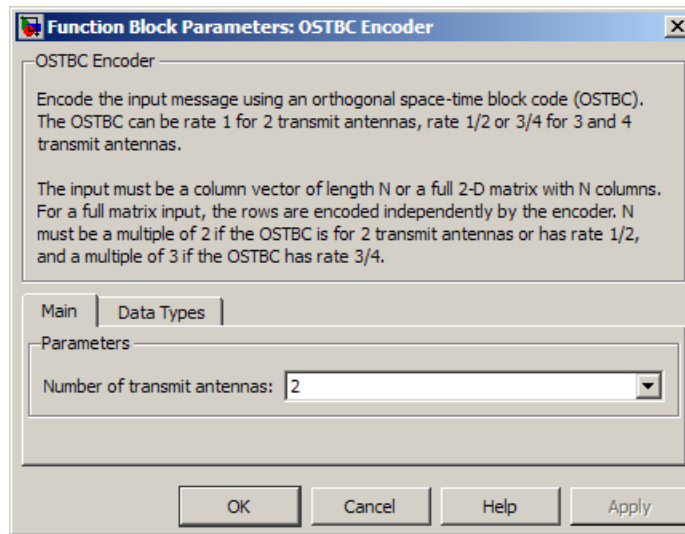 Function Block Parameters: OSTBC Encoder
OSTBC Encoder
Encode the input message using an orthogonal space-time block code (OSTBC).
The OSTBC can be rate 1 for 2 transmit antennas, rate 1/2 or 3/4 for 3 and 4
transmit antennas.
The input must be a column vector of length N or a full 2-D matrix with N columns.
For a full matrix input, the rows are encoded independently by the encoder. N
must be a multiple of 2 if the OSTBC is for 2 transmit antennas or has rate 1/2,
and a multiple of 3 if the OSTBC has rate 3/4.
Main Data Types
Parameters
Number of transmit antennas: 2
OK Cancel Help Apply